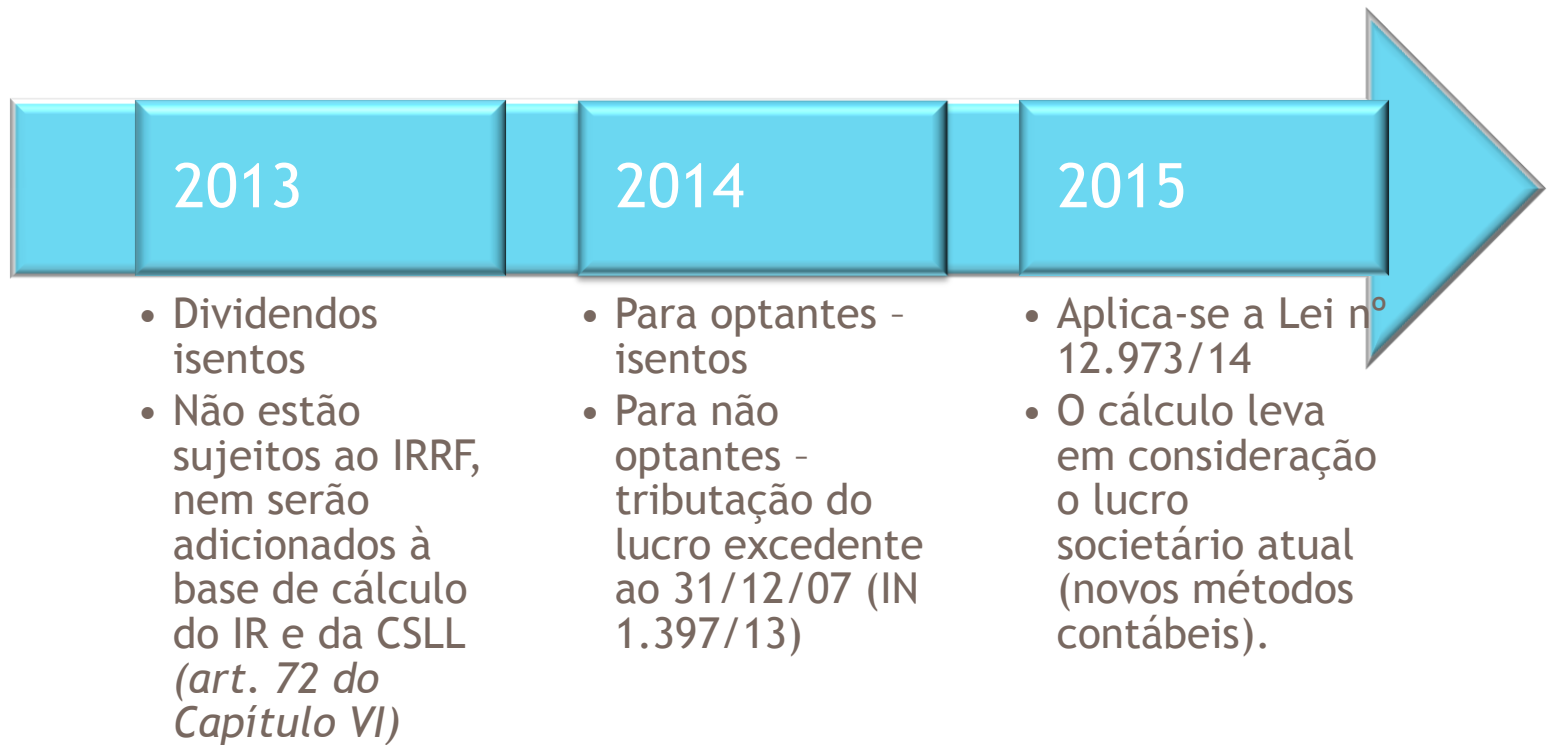 2013
• Dividendos
isentos
• Não estão
sujeitos ao IRRF,
nem serão
adicionados à
base de cálculo
do IR e da CSLL
(art. 72 do
Capítulo VI)
2014
• Para optantes –
isentos
• Para não
optantes –
tributação do
lucro excedente
ao 31/12/07 (IN
1.397/13)
2015
• Aplica-se a Lei nº
12.973/14
• O cálculo leva
em consideração
o lucro
societário atual
(novos métodos
contábeis).